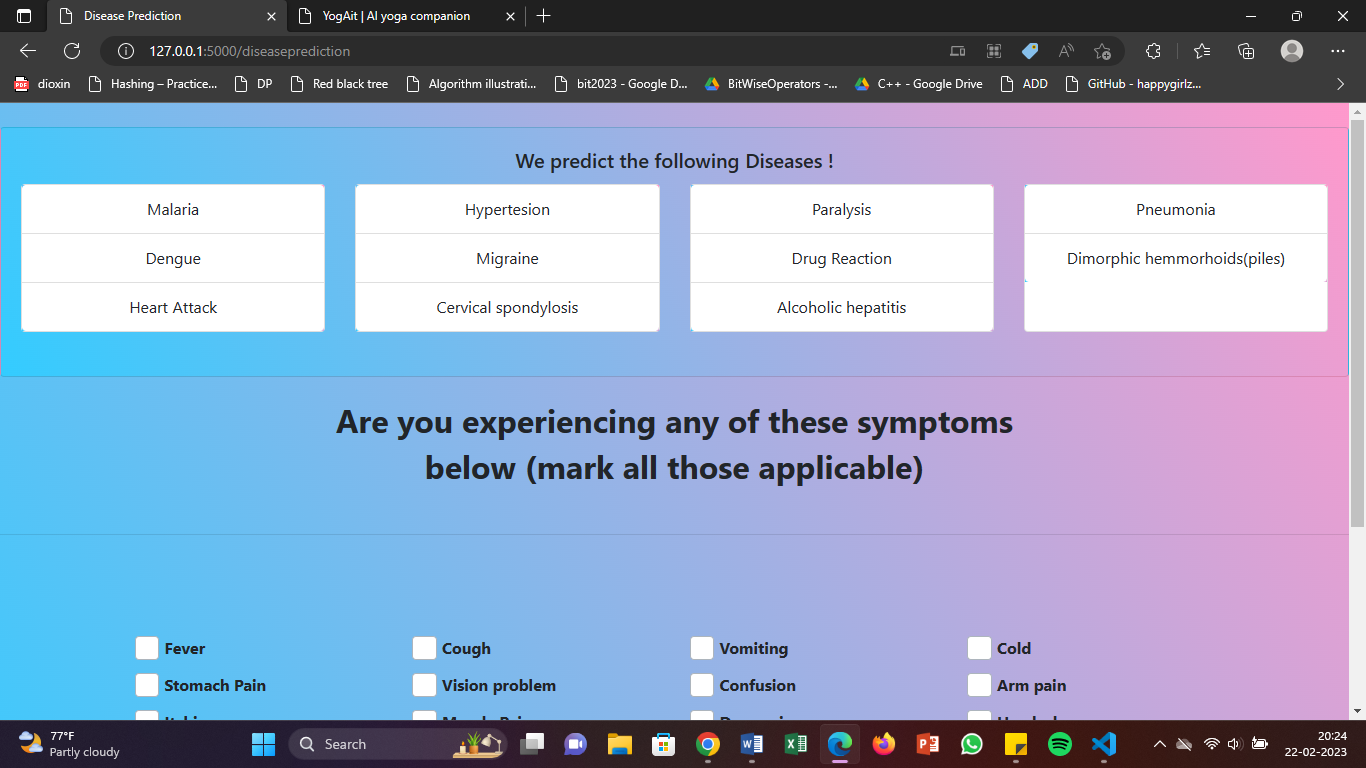 Disease Prediction
YogAit | AI yoga companion
127.0.0.1:5000/diseaseprediction
dioxin
Hashing – Practice...
DP
Red black tree
Algorithm illustrati...
bit2023 - Google D...
BitWiseOperators -...
C++ - Google Drive
ADD
GitHub - happygirlz...
We predict the following Diseases !
Malaria
Hypertesion
Paralysis
Pneumonia
Dengue
Migraine
Drug Reaction
Dimorphic hemmorhoids(piles)
Heart Attack
Cervical spondylosis
Alcoholic hepatitis
Are you experiencing any of these symptoms
below (mark all those applicable)
Fever
Cough
Vomiting
Cold
Stomach Pain
Vision problem
Confusion
Arm pain
77°F
Partly cloudy
Search
20:24
22-02-2023